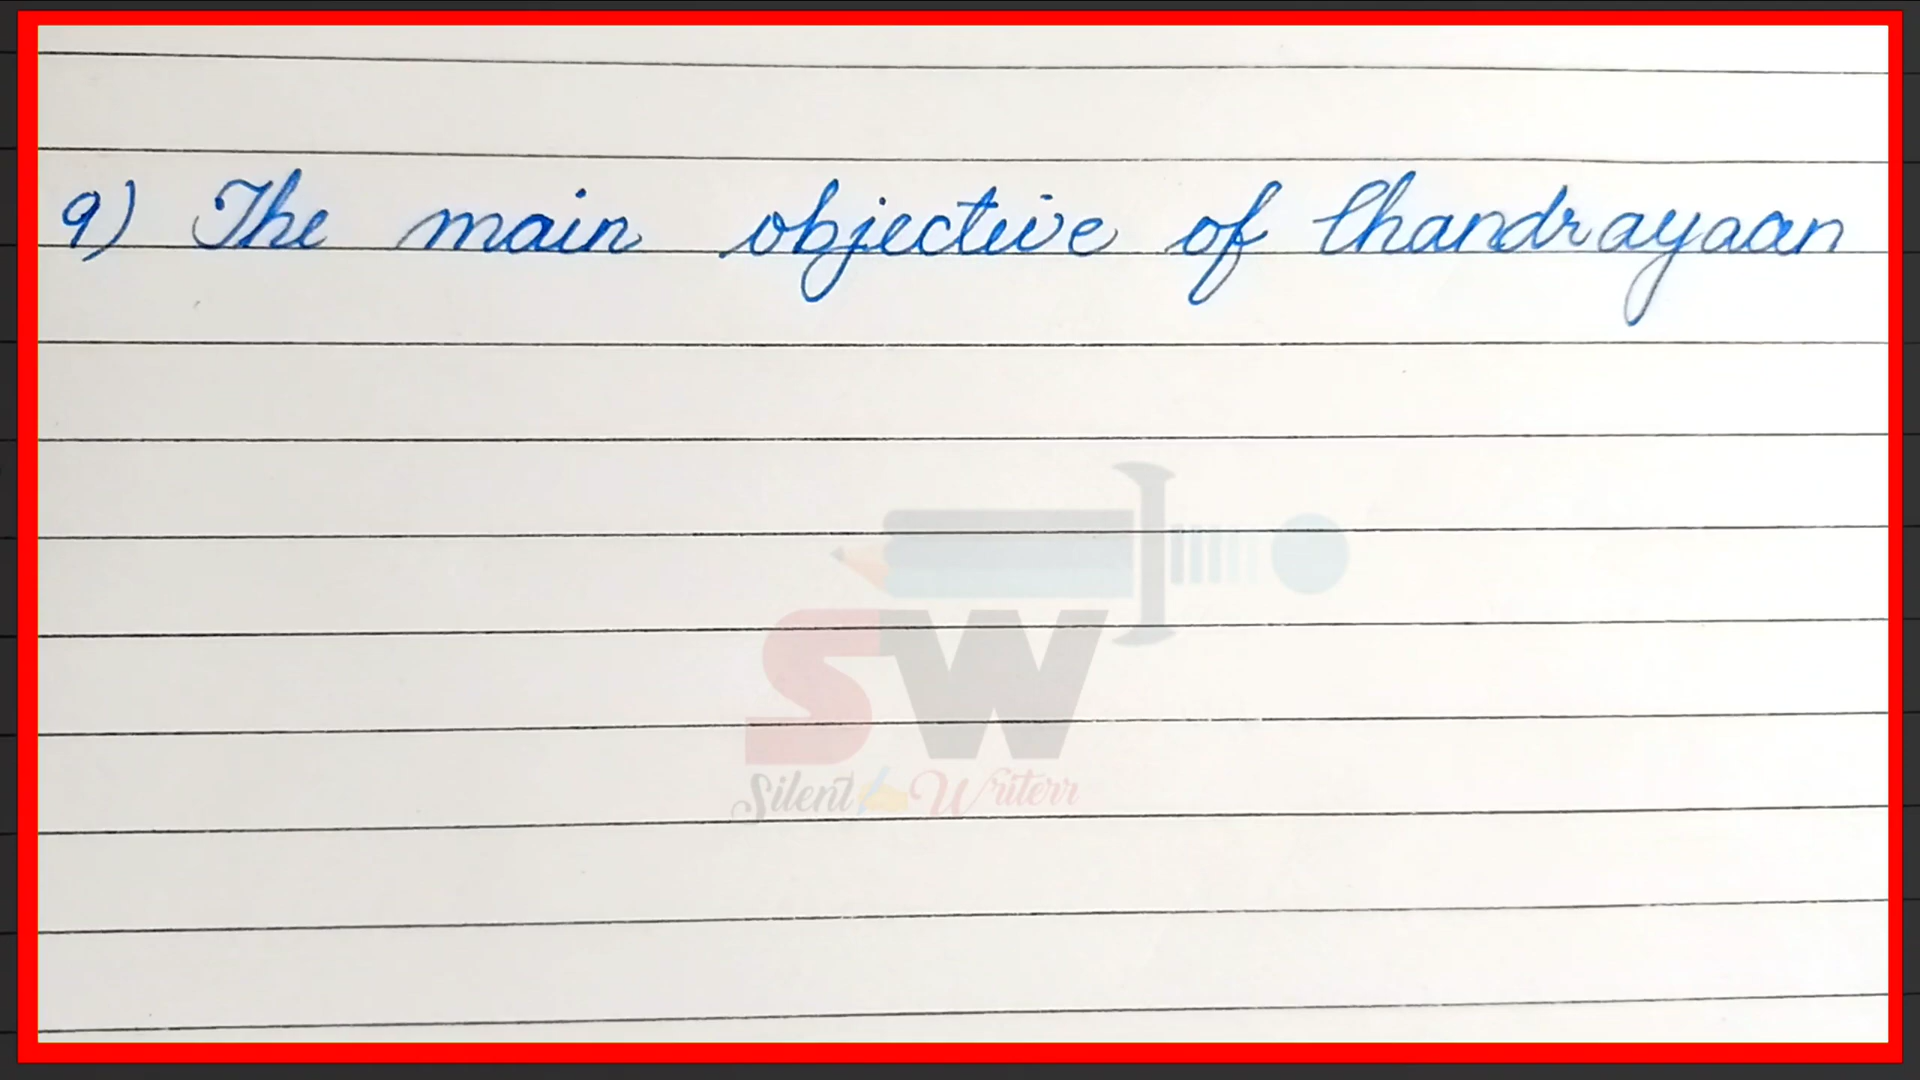 9) The main objective of Chandrayaan
SW
Silent Writerr